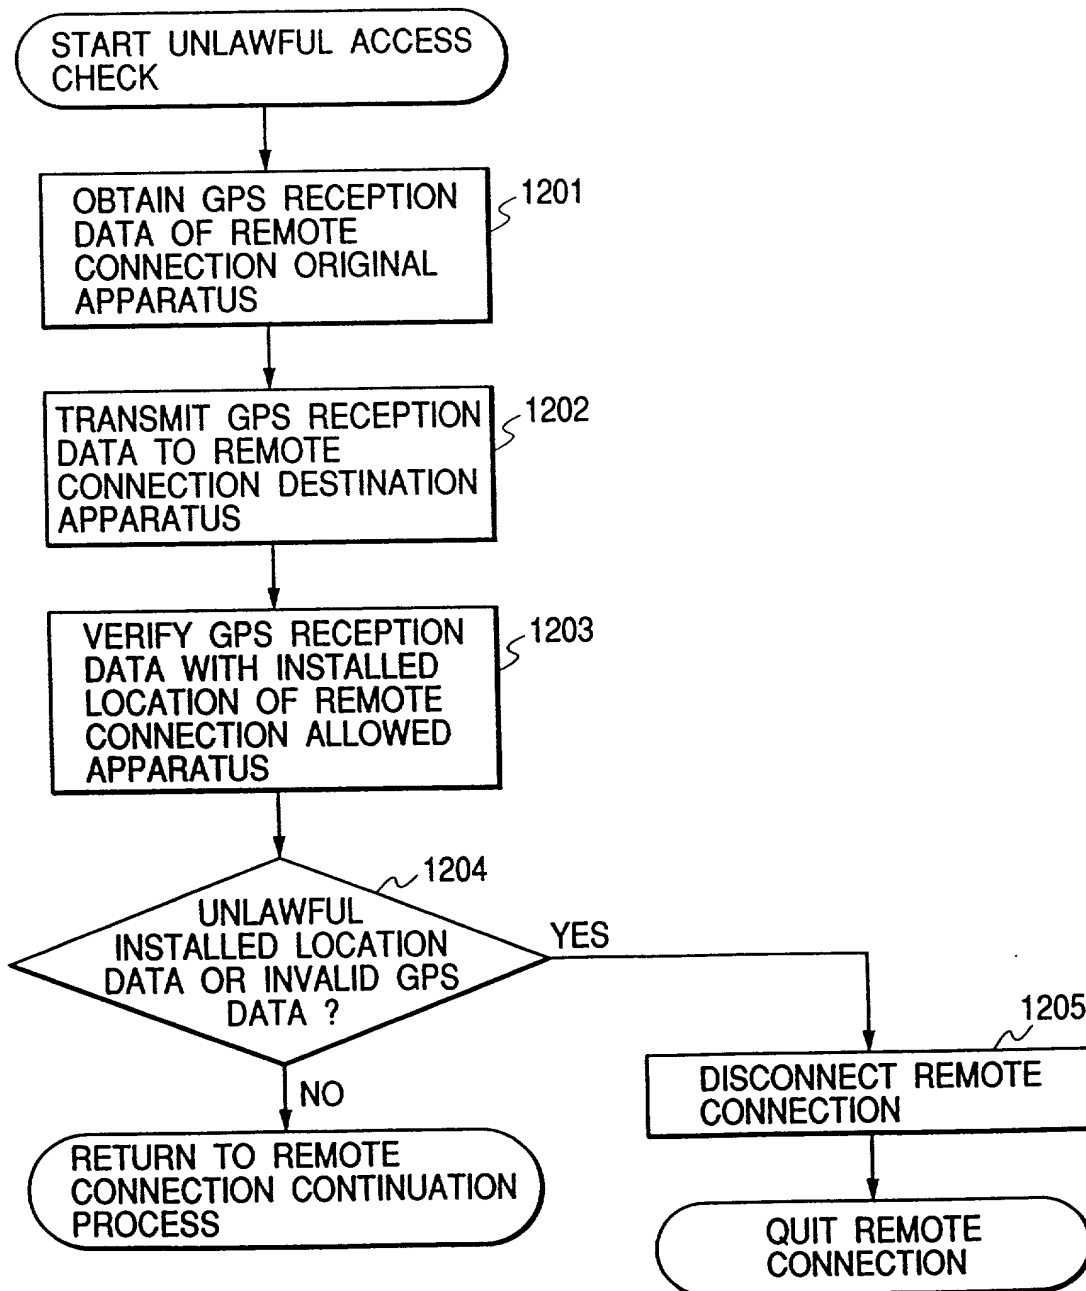 START UNLAWFUL ACCESS
CHECK
OBTAIN GPS RECEPTION
DATA OF REMOTE
CONNECTION ORIGINAL
APPARATUS
1201
TRANSMIT GPS RECEPTION
DATA TO REMOTE
CONNECTION DESTINATION
APPARATUS
1202
VERIFY GPS RECEPTION
DATA WITH INSTALLED
LOCATION OF REMOTE
CONNECTION ALLOWED
APPARATUS
1203
1204
UNLAWFUL
INSTALLED LOCATION
DATA OR INVALID GPS
DATA ?
YES
NO
1205
DISCONNECT REMOTE
CONNECTION
RETURN TO REMOTE
CONNECTION CONTINUATION
PROCESS
QUIT REMOTE
CONNECTION